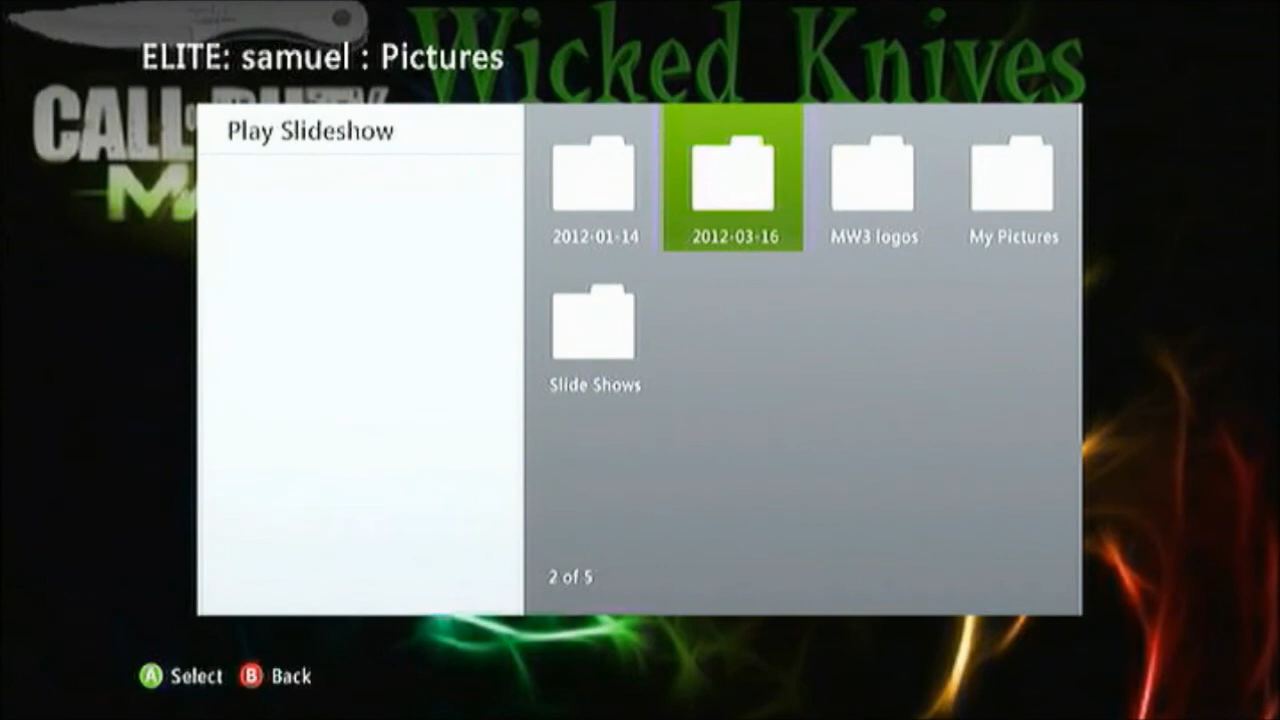 Wicked Knives
ELITE: samuel : Pictures
CALL
Play Slideshow
2012-01-14
2012-03-16
MW3 logos
My Pictures
Slide Shows
2 of 5
A Select B Back